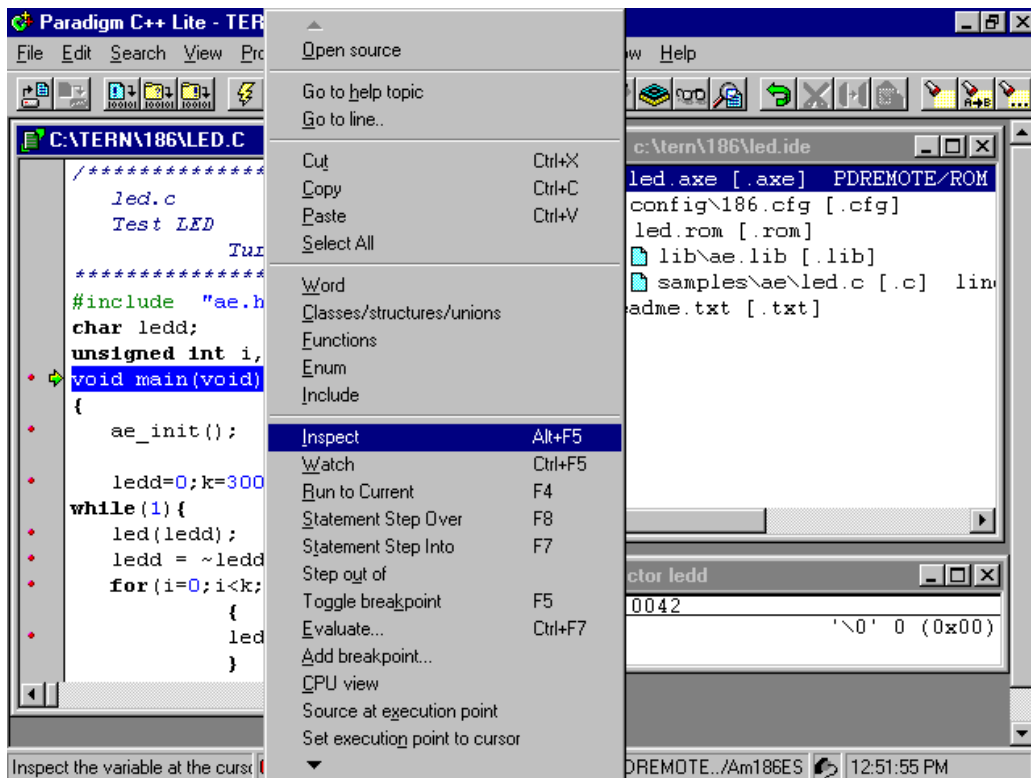 Paradigm C++ Lite - TER
File Edit Search View Pro
w Help
C:\TERN\186\LED.C
/**************
led.c
Test LED
Tur
**************
#include "ae.h
char ledd;
unsigned int i,
void main(void)
{
ae_init();
ledd=0;k=300
while(1){
led(ledd);
ledd = ~ledd
for(i=0;i<k;
{
led
}
Open source
Go to help topic
Go to line..
Cut Ctrl+X
Copy Ctrl+C
Paste Ctrl+V
Select All
Word
Classes/structures/unions
Functions
Enum
Include
Inspect Alt+F5
Watch Ctrl+F5
Run to Current F4
Statement Step Over F8
Statement Step Into F7
Step out of
Toggle breakpoint F5
Evaluate... Ctrl+F7
Add breakpoint...
CPU view
Source at execution point
Set execution point to cursor
c:\tern\186\led.ide
led.axe [.axe] PDREMOTE/ROM
config\186.cfg [.cfg]
led.rom [.rom]
lib\ae.lib [.lib]
samples\ae\led.c [.c] lin
adme.txt [.txt]
ctor ledd
0042
'\0' 0 (0x00)
Inspect the variable at the curs
DREMOTE../Am186ES
12:51:55 PM